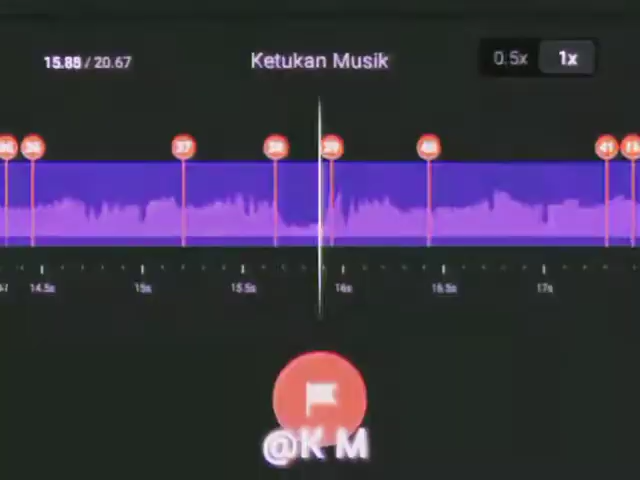 15.88 / 20.67
Ketukan Musik
0.5x
1x
37
38
39
40
41
14.5s
15s
15.5s
16s
16.5s
17s
@K M